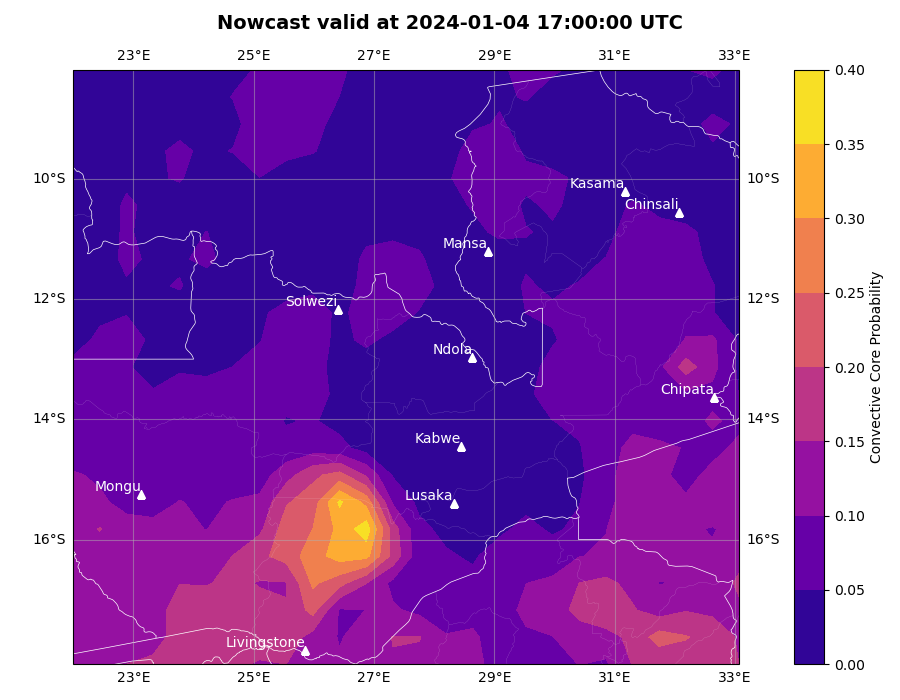 Nowcast valid at 2024-01-04 17:00:00 UTC
23°E 25°E 27°E 29°E 31°E 33°E
0.40
0.35
0.30
0.25
0.20
0.15
0.10
0.05
0.00
Convective Core Probability
10°S 10°S
12°S 12°S
14°S 14°S
16°S 16°S
Kasama
Chinsali
Mansa
Solwezi
Ndola
Chipata
Kabwe
Mongu
Lusaka
Livingstone
23°E 25°E 27°E 29°E 31°E 33°E